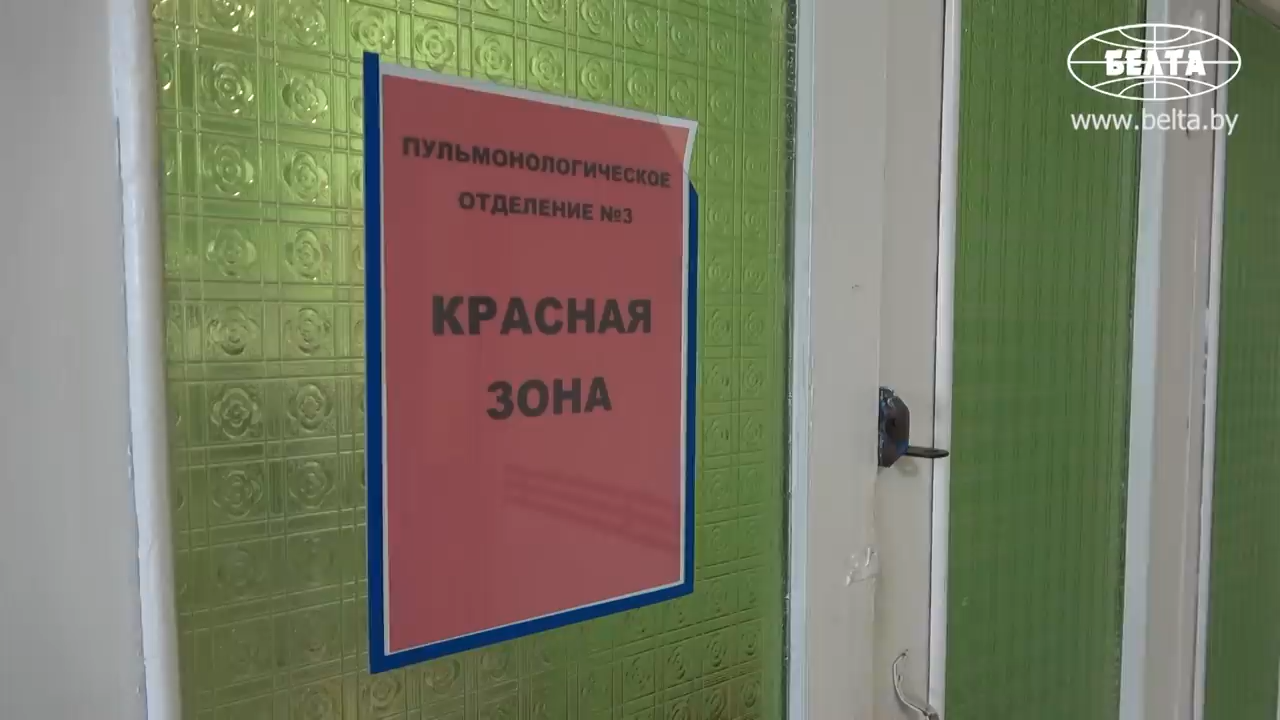 БЕЛТА
www.belta.by
ПУЛЬМОНОЛОГИЧЕСКОЕ
ОТДЕЛЕНИЕ №3
КРАСНАЯ
ЗОНА